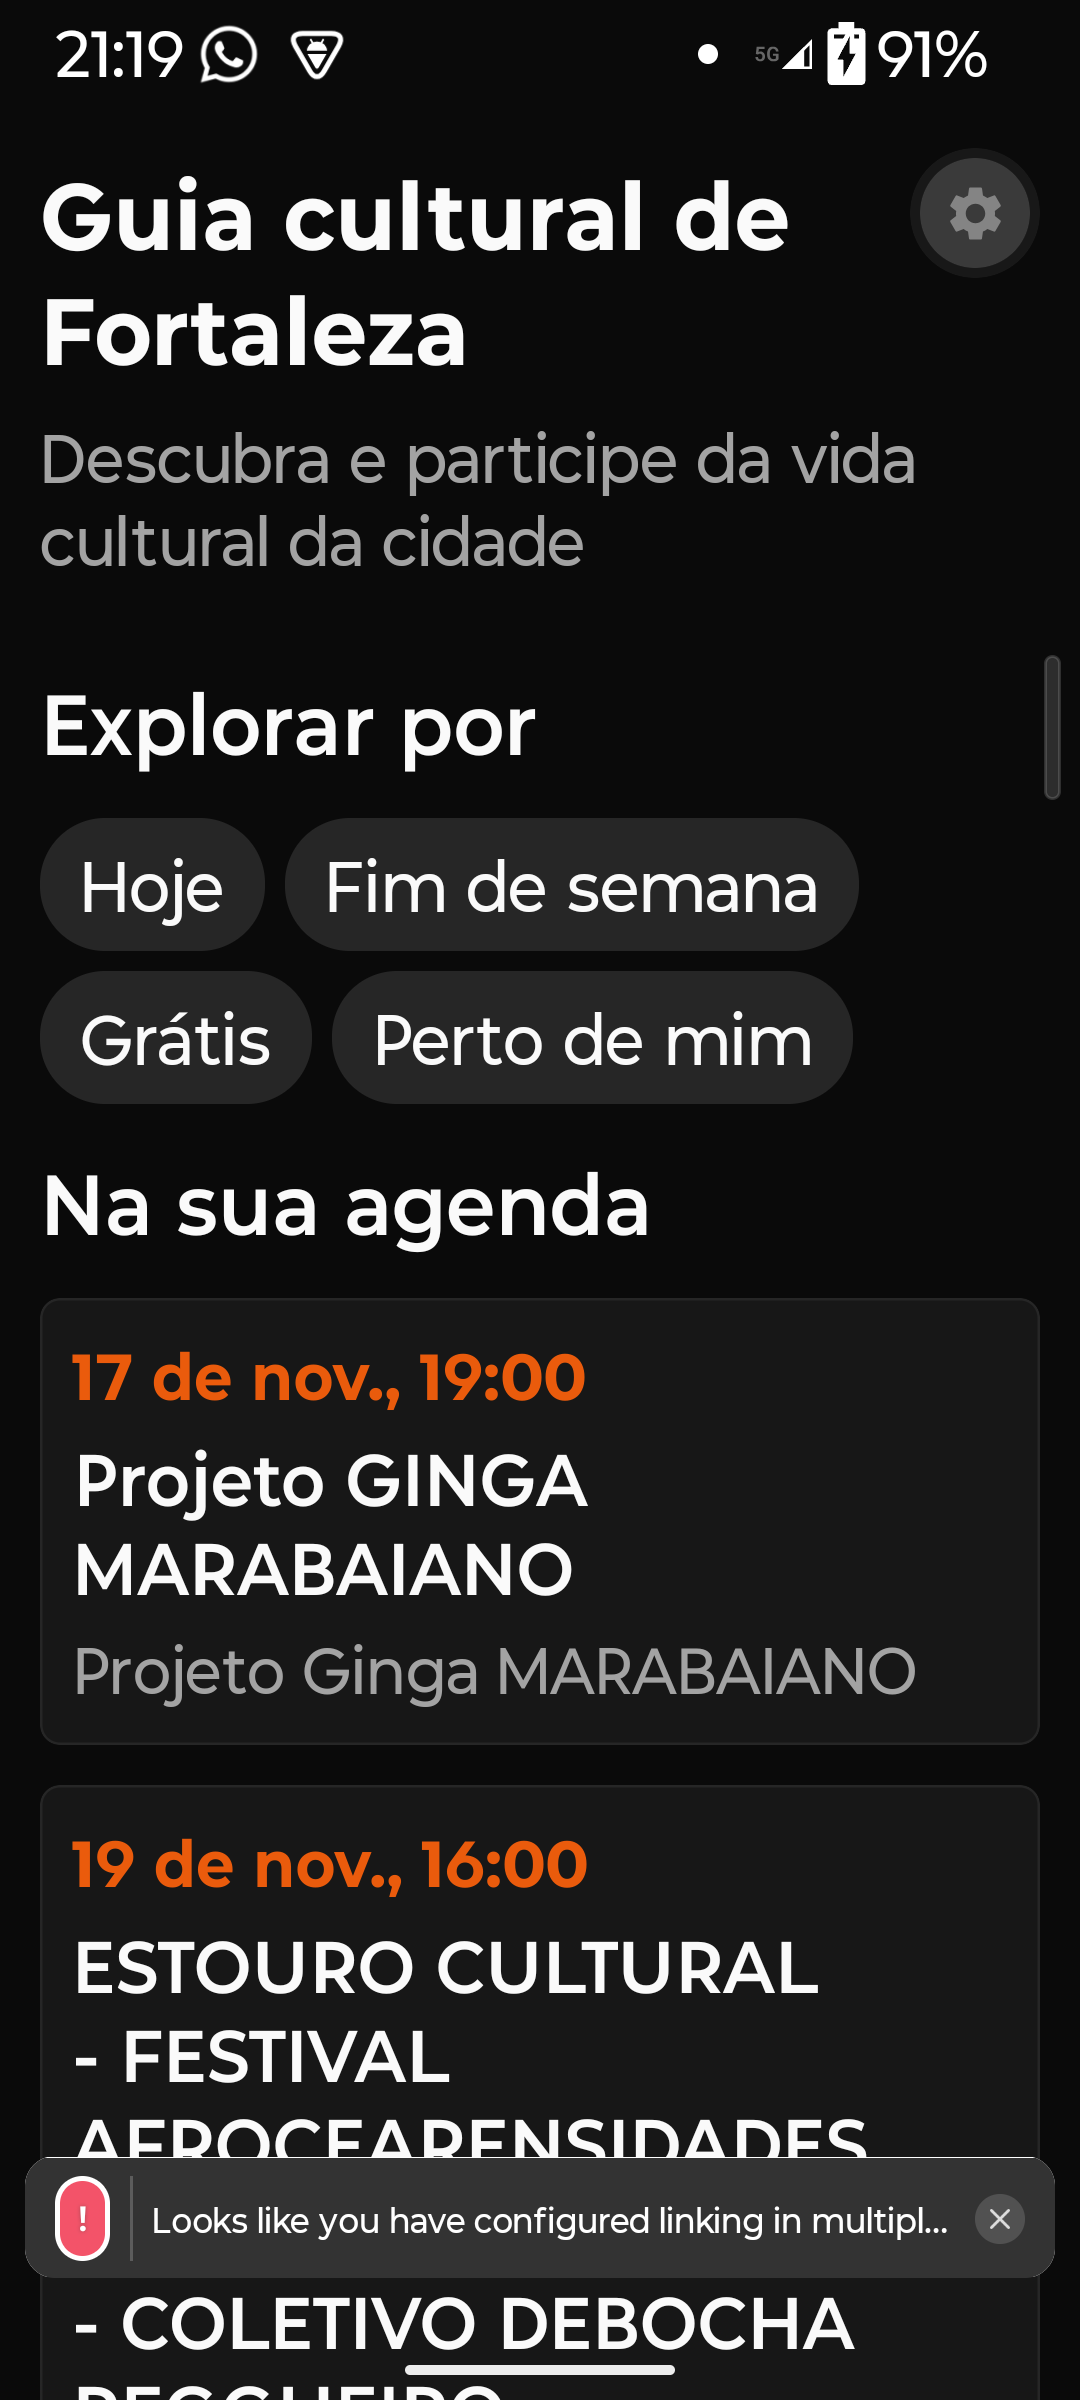 21:19
5G
91%
Guia cultural de
Fortaleza
Descubra e participe da vida
cultural da cidade
Explorar por
Hoje
Fim de semana
Grátis
Perto de mim
Na sua agenda
17 de nov., 19:00
Projeto GINGA
MARABAIANO
Projeto Ginga MARABAIANO
19 de nov., 16:00
ESTOURO CULTURAL
- FESTIVAL
AFROCEARENSIDADES
! Looks like you have configured linking in multipl...
- COLETIVO DEBOCHA